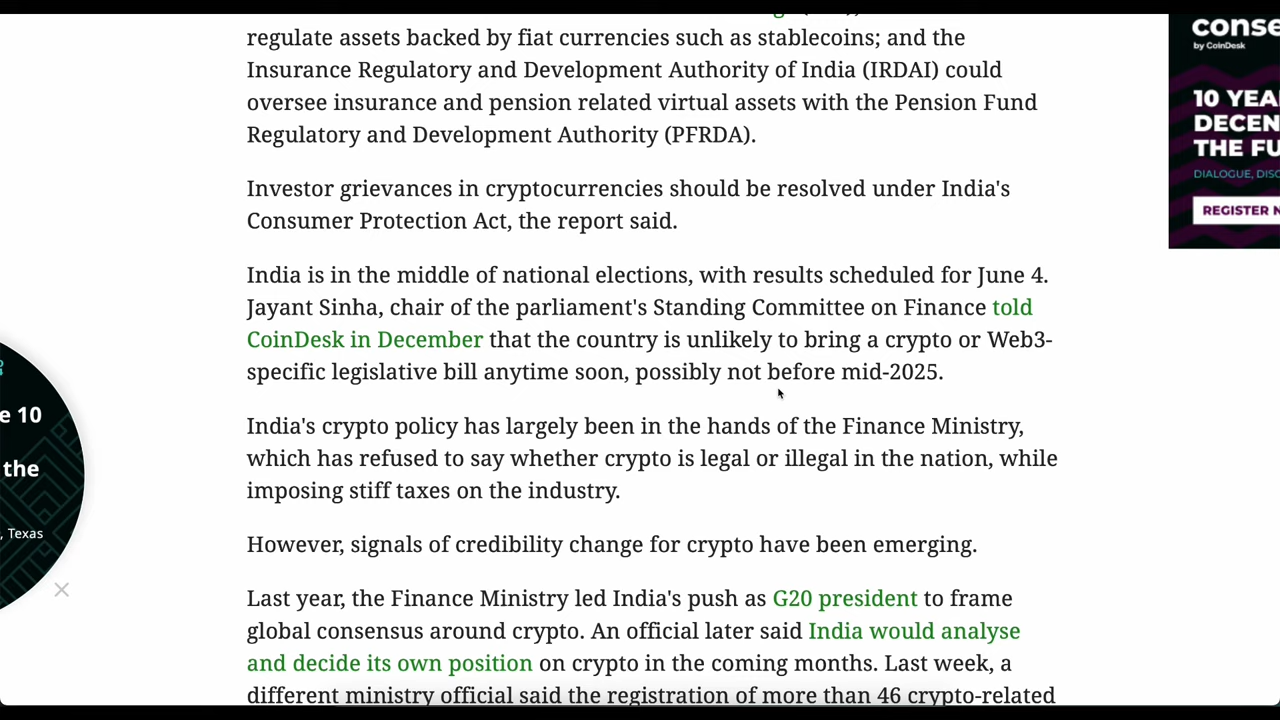 regulate assets backed by fiat currencies such as stablecoins; and the
Insurance Regulatory and Development Authority of India (IRDAI) could
oversee insurance and pension related virtual assets with the Pension Fund
Regulatory and Development Authority (PFRDA).
Investor grievances in cryptocurrencies should be resolved under India's
Consumer Protection Act, the report said.
India is in the middle of national elections, with results scheduled for June 4.
Jayant Sinha, chair of the parliament's Standing Committee on Finance told
CoinDesk in December that the country is unlikely to bring a crypto or Web3-
specific legislative bill anytime soon, possibly not before mid-2025.
India's crypto policy has largely been in the hands of the Finance Ministry,
which has refused to say whether crypto is legal or illegal in the nation, while
imposing stiff taxes on the industry.
However, signals of credibility change for crypto have been emerging.
Last year, the Finance Ministry led India's push as G20 president to frame
global consensus around crypto. An official later said India would analyse
and decide its own position on crypto in the coming months. Last week, a
different ministry official said the registration of more than 46 crypto-related
conse
by CoinDesk
10 YEA
DECEN
THE FU
DIALOGUE, DISC
REGISTER N
e 10
the
, Texas